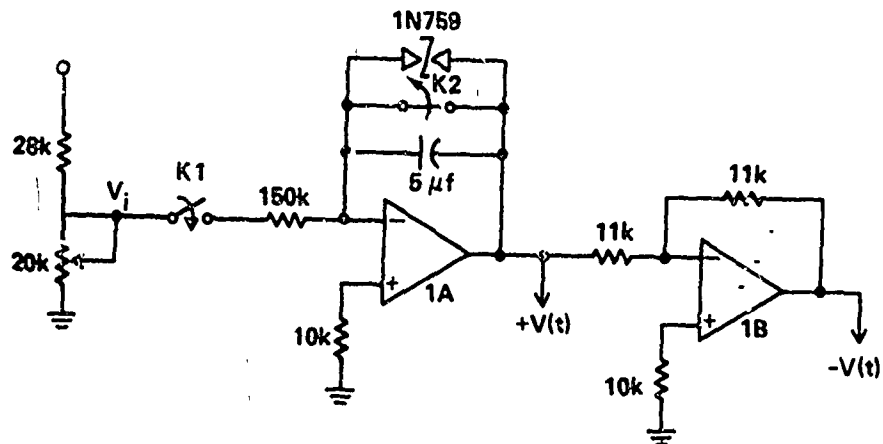 1N759
K2
28k
K1
V_i
150k
5 μf
11k
11k
20k
−
−
+
1A
+
1B
+V(t)
10k
10k
−V(t)